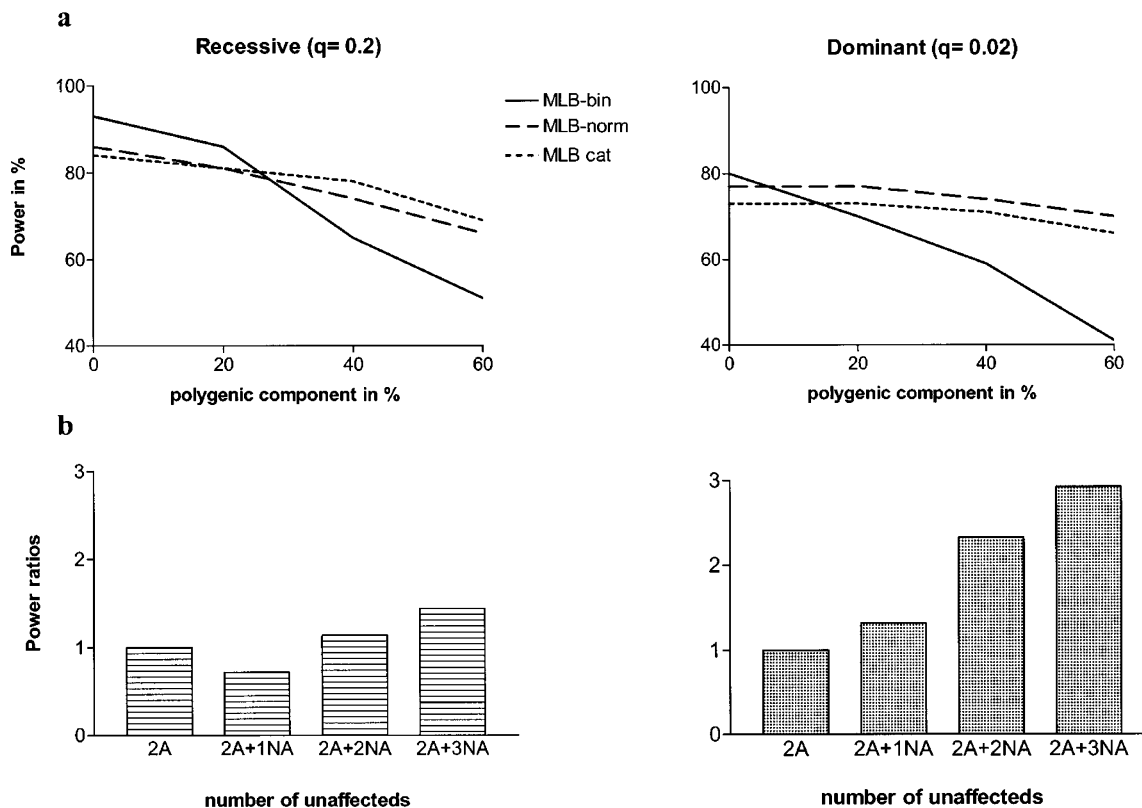 a
Recessive (q= 0.2)
Dominant (q= 0.02)
MLB-bin
MLB-norm
MLB cat
Power in %
100
80
60
40
0
20
40
60
polygenic component in %
100
80
60
40
0
20
40
60
polygenic component in %
b
Power ratios
3
2
1
0
2A
2A+1NA
2A+2NA
2A+3NA
number of unaffecteds
3
2
1
0
2A
2A+1NA
2A+2NA
2A+3NA
number of unaffecteds